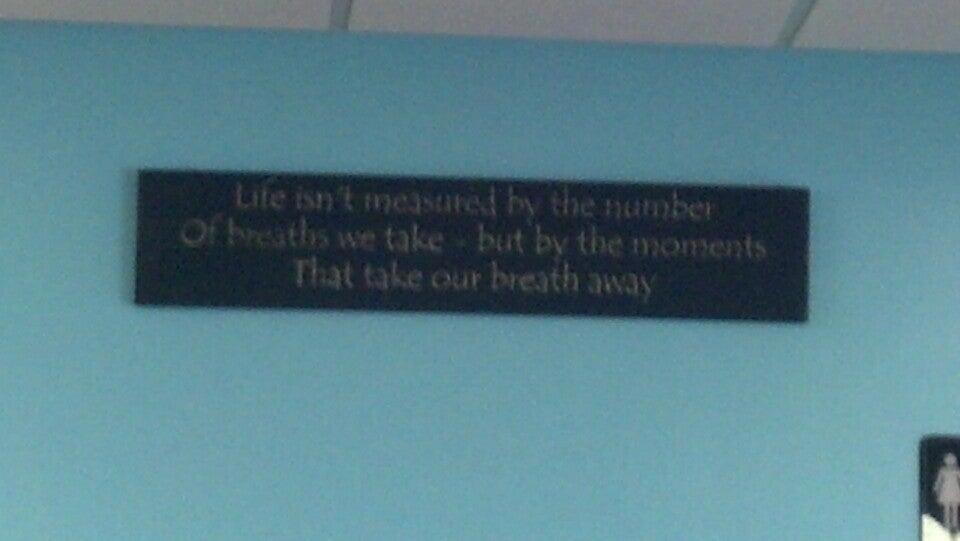 Life isn't measured by the number
Of breaths we take - but by the moments
That take our breath away